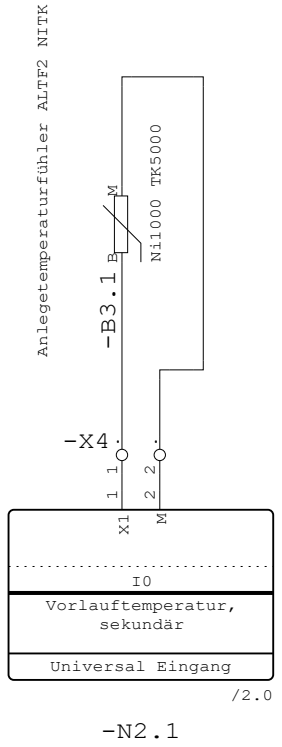 Anlegetemperaturfühler ALTF2 NITK
Ni1000 TK5000
M
B
-B3.1
-X4
1 2
1 2
X1 M
I0
Vorlauftemperatur,
sekundär
Universal Eingang
/2.0
-N2.1